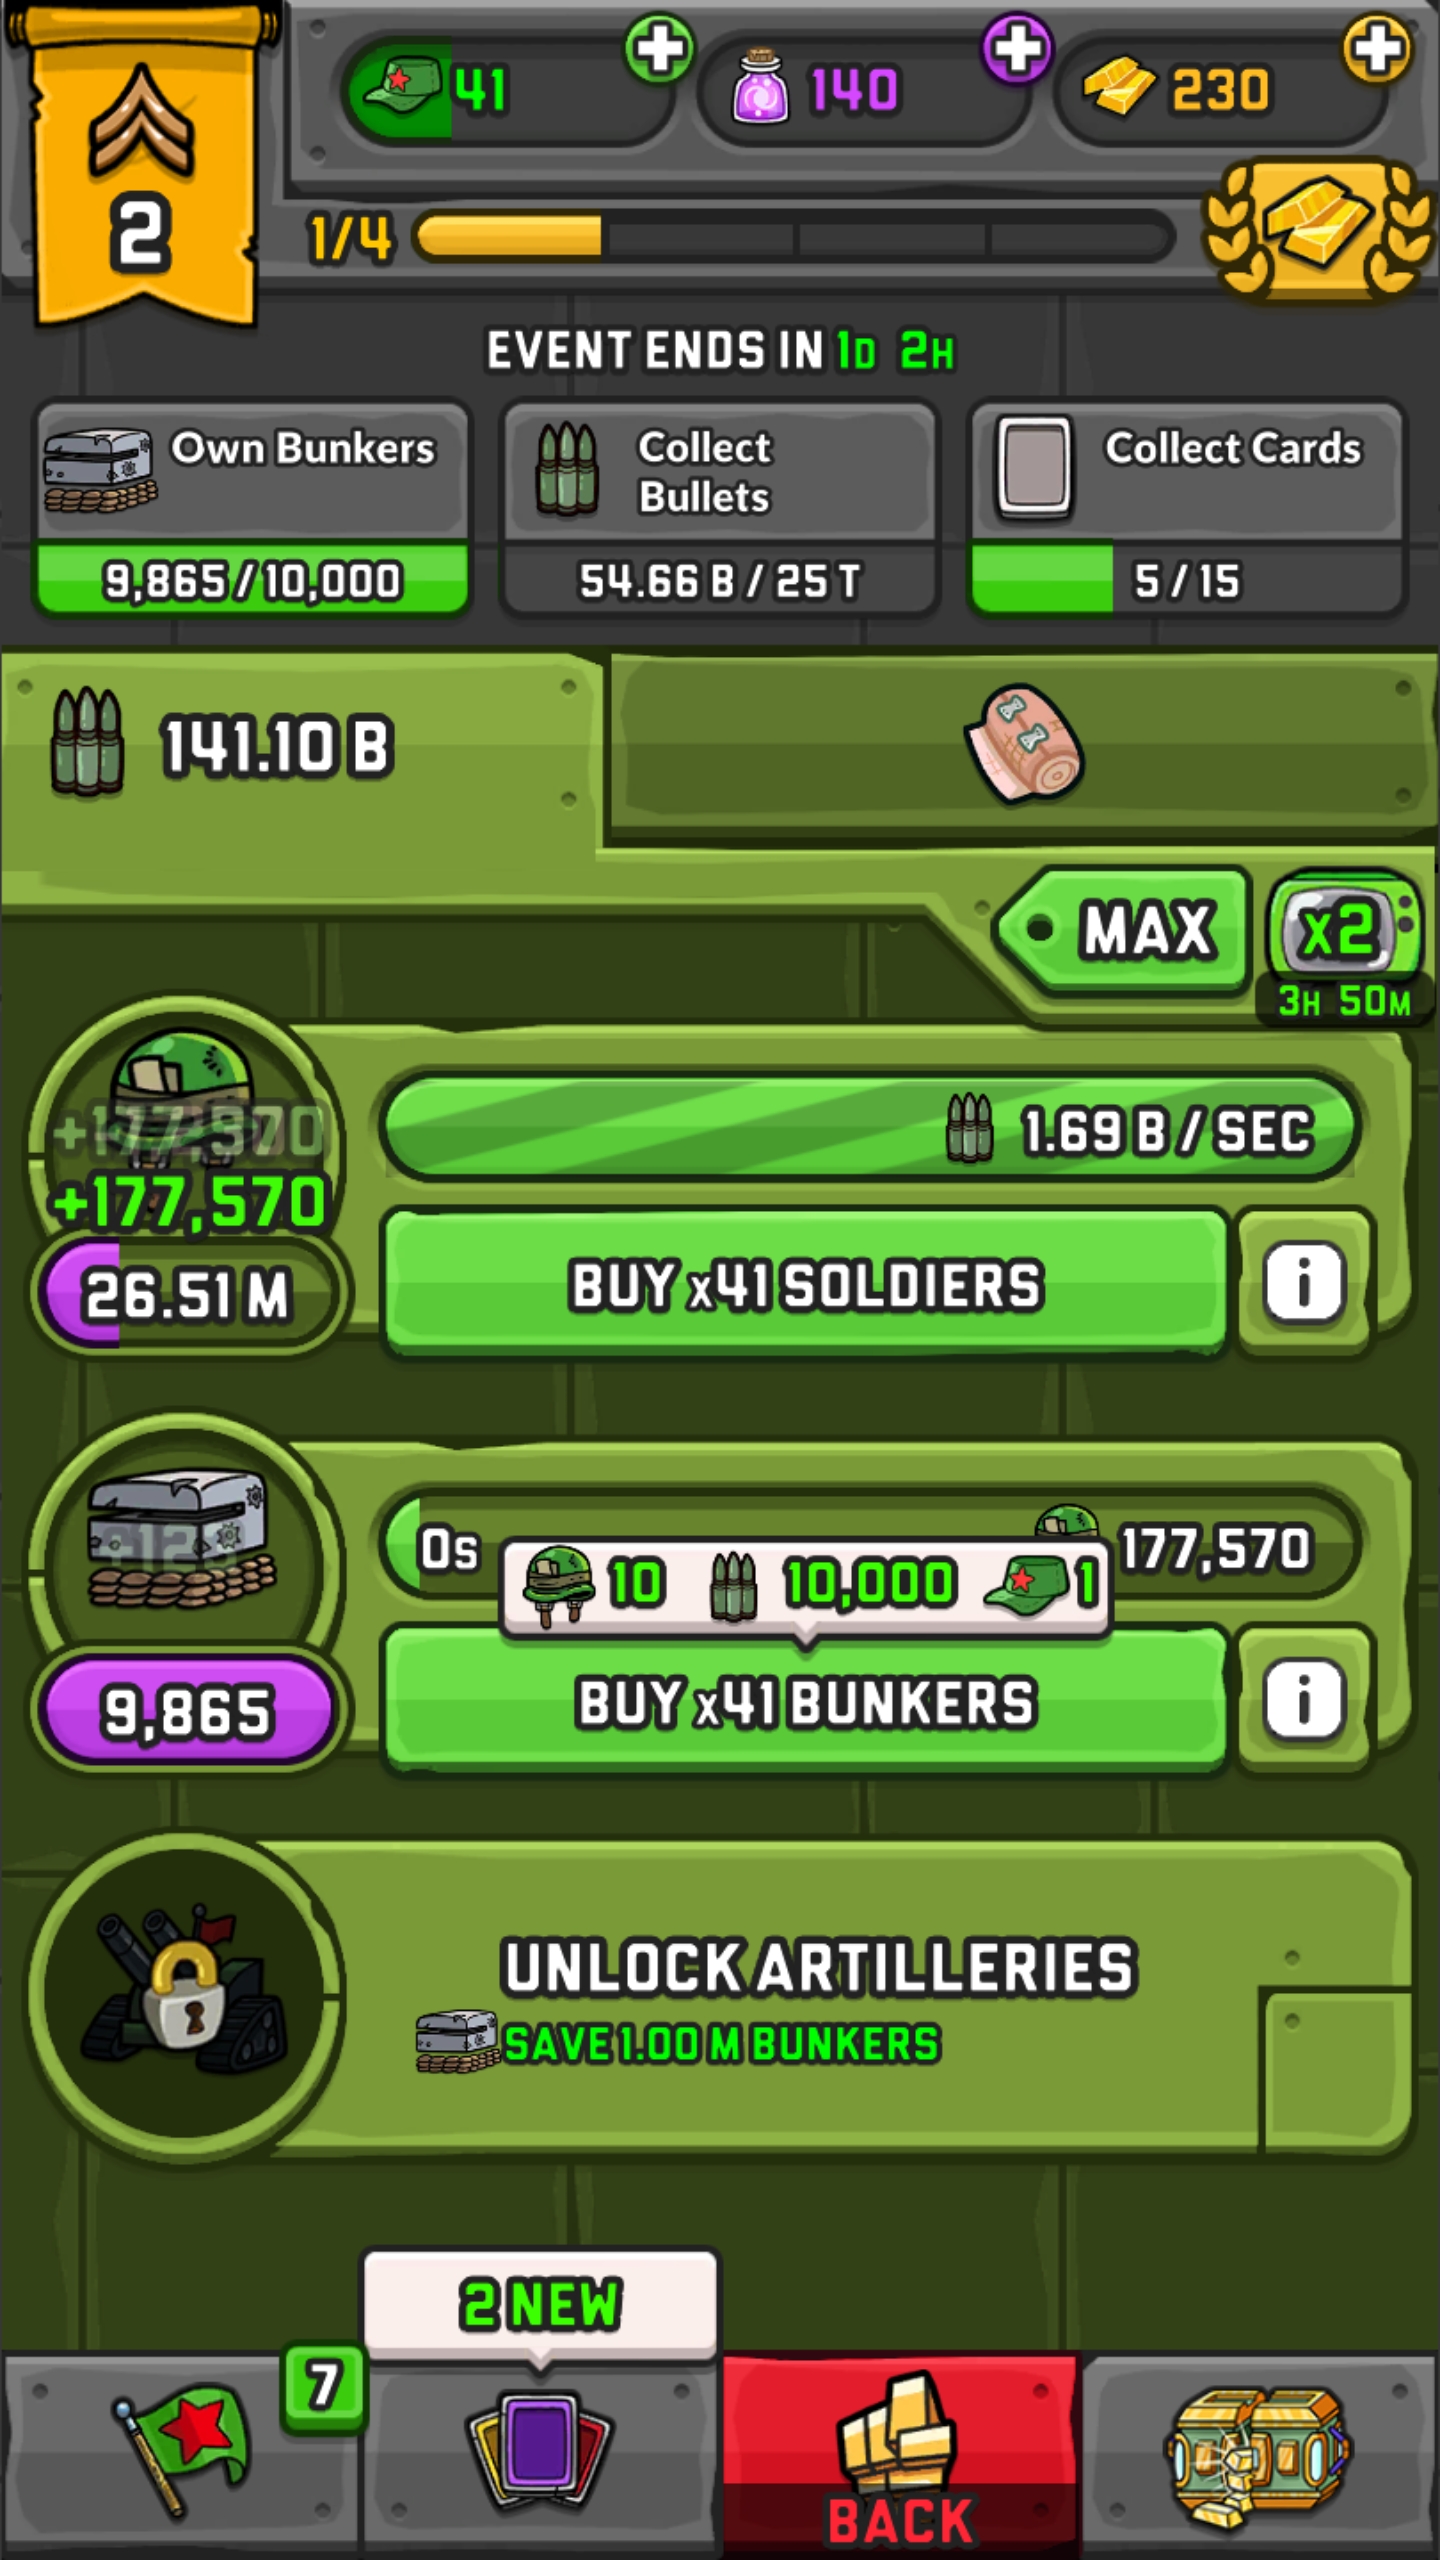 41
140
230
2
1/4
EVENT ENDS IN 1D 2H
Own Bunkers
9,865/10,000
Collect
Bullets
54.66 B / 25 T
Collect Cards
5 / 15
141.10 B
MAX
x2
3H 50M
+177,570
+177,570
26.51 M
1.69 B / SEC
BUY x41 SOLDIERS
i
0s
177,570
10 10,000 1
9,865
BUY x41 BUNKERS
i
UNLOCK ARTILLERIES
SAVE 1.00 M BUNKERS
2 NEW
7
BACK